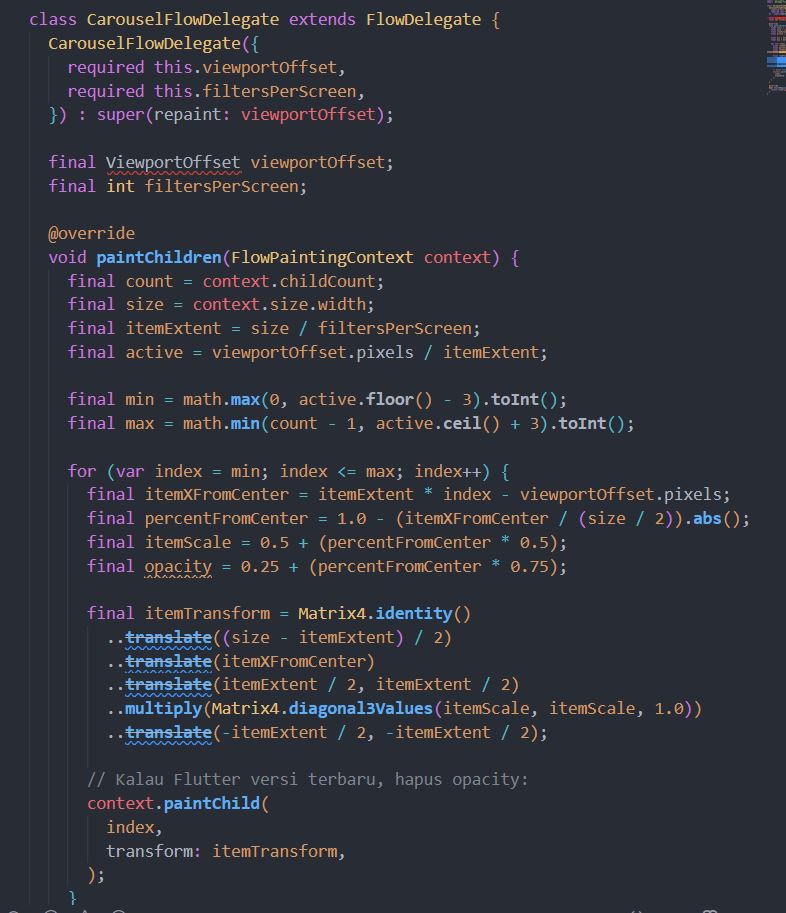 class CarouselFlowDelegate extends FlowDelegate {
  CarouselFlowDelegate({
    required this.viewportOffset,
    required this.filtersPerScreen,
  }) : super(repaint: viewportOffset);

  final ViewportOffset viewportOffset;
  final int filtersPerScreen;

  @override
  void paintChildren(FlowPaintingContext context) {
    final count = context.childCount;
    final size = context.size.width;
    final itemExtent = size / filtersPerScreen;
    final active = viewportOffset.pixels / itemExtent;

    final min = math.max(0, active.floor() - 3).toInt();
    final max = math.min(count - 1, active.ceil() + 3).toInt();

    for (var index = min; index <= max; index++) {
      final itemXFromCenter = itemExtent * index - viewportOffset.pixels;
      final percentFromCenter = 1.0 - (itemXFromCenter / (size / 2)).abs();
      final itemScale = 0.5 + (percentFromCenter * 0.5);
      final opacity = 0.25 + (percentFromCenter * 0.75);

      final itemTransform = Matrix4.identity()
        ..translate((size - itemExtent) / 2)
        ..translate(itemXFromCenter)
        ..translate(itemExtent / 2, itemExtent / 2)
        ..multiply(Matrix4.diagonal3Values(itemScale, itemScale, 1.0))
        ..translate(-itemExtent / 2, -itemExtent / 2);

      // Kalau Flutter versi terbaru, hapus opacity:
      context.paintChild(
        index,
        transform: itemTransform,
      );
    }